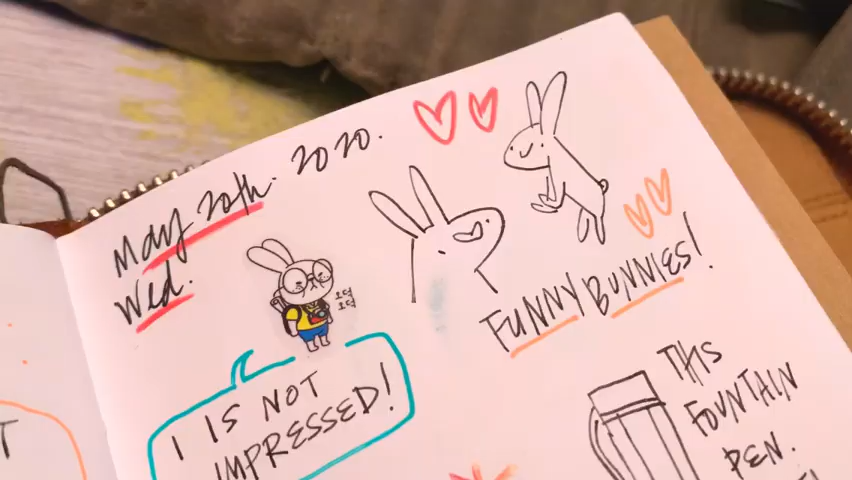 May 20th. 2020.
Wed.
FUNNY BUNNIES!
I IS NOT
IMPRESSED!
THIS
FOUNTAIN
PEN.